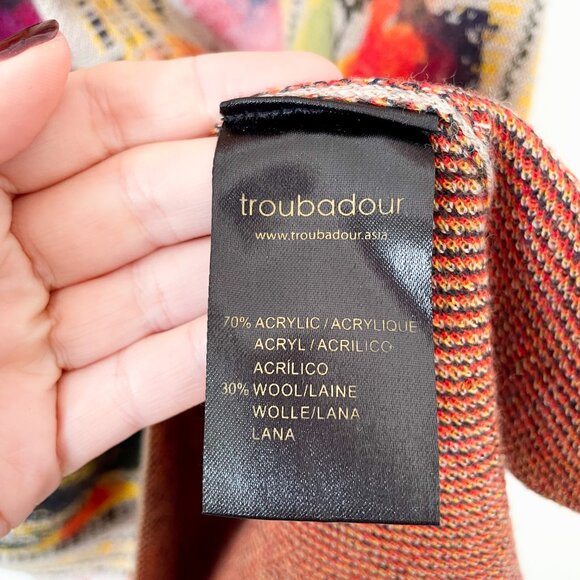 troubadour
www.troubadour.asia
70% ACRYLIC / ACRYLIQUE
ACRYL / ACRILICO
ACRÍLICO
30% WOOL/LAINE
WOLLE/LANA
LANA